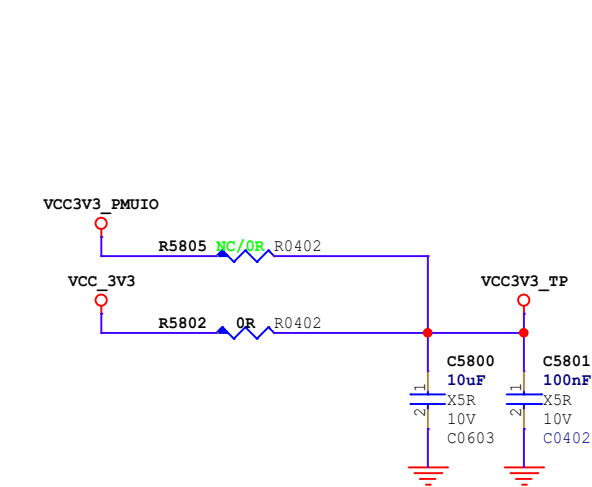 VCC3V3_PMUIO
R5805 NC/0R R0402
VCC_3V3
VCC3V3_TP
R5802 0R R0402
C5800
10uF
X5R
10V
C0603
1
2
C5801
100nF
X5R
10V
C0402
1
2